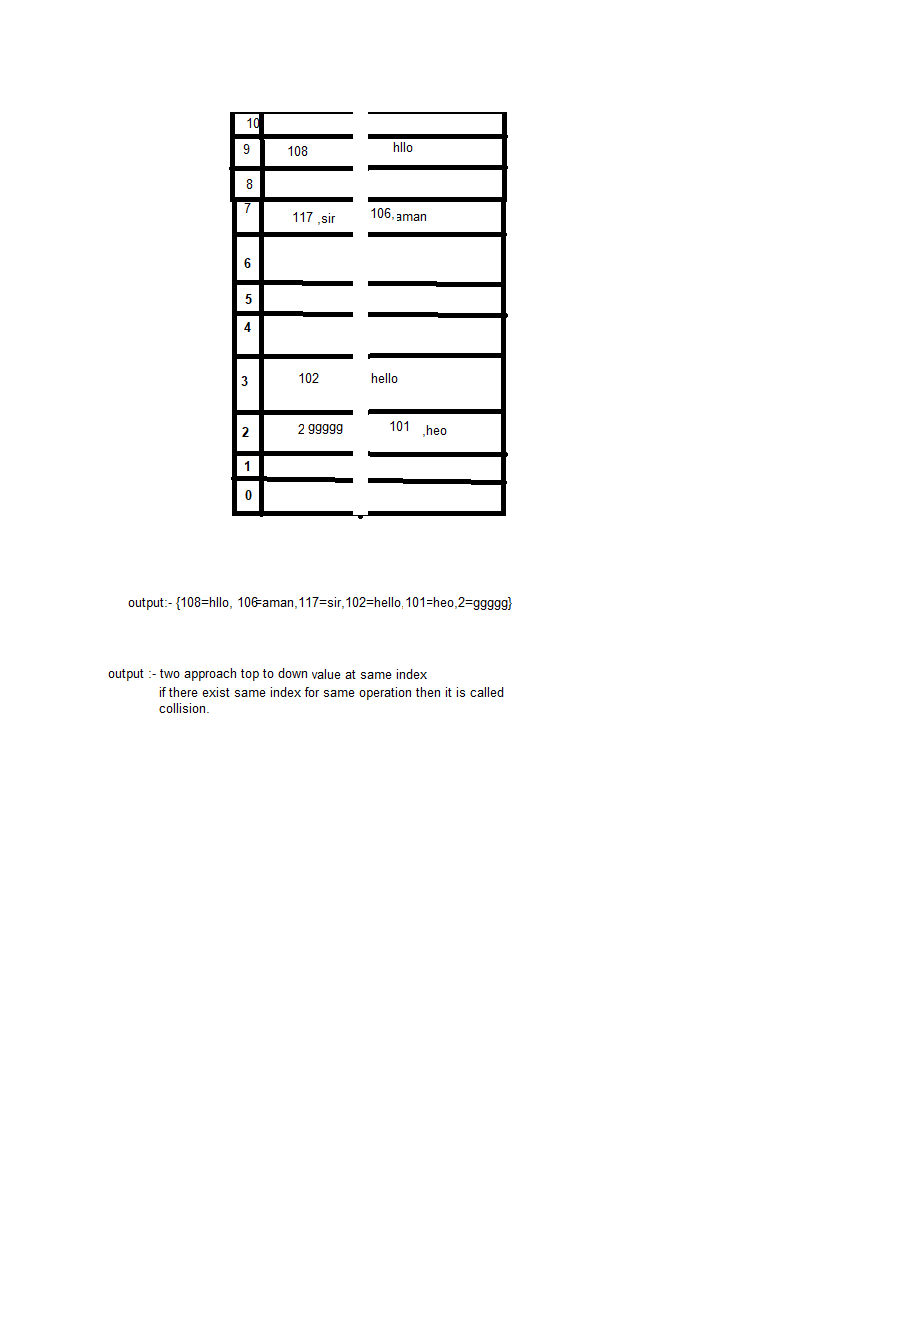 10
9 108 hllo
8
7 117 ,sir 106,aman
6
5
4
3 102 hello
2 2 ggggg 101 ,heo
1
0
output:- {108=hllo, 106=aman,117=sir,102=hello,101=heo,2=ggggg}
output :- two approach top to down value at same index
if there exist same index for same operation then it is called
collision.